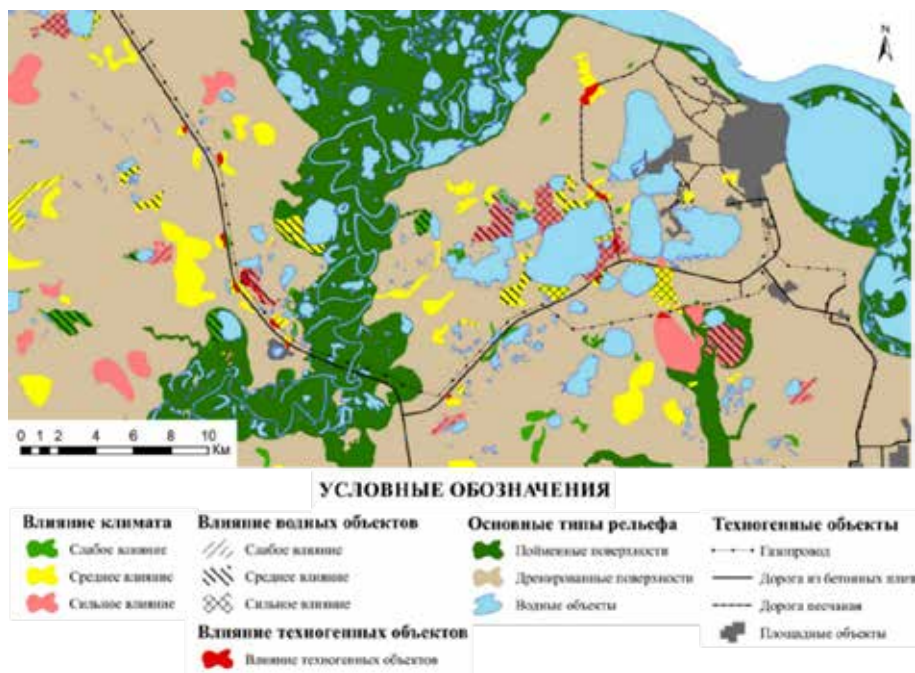 N
0 1 2 4 6 8 10
Км
УСЛОВНЫЕ ОБОЗНАЧЕНИЯ
Влияние климата
Слабое влияние
Среднее влияние
Сильное влияние
Влияние водных объектов
Слабое влияние
Среднее влияние
Сильное влияние
Влияние техногенных объектов
Влияние техногенных объектов
Основные типы рельефа
Пойменные поверхности
Дренированные поверхности
Водные объекты
Техногенные объекты
Газопровод
Дорога из бетонных плит
Дорога песчаная
Площадные объекты